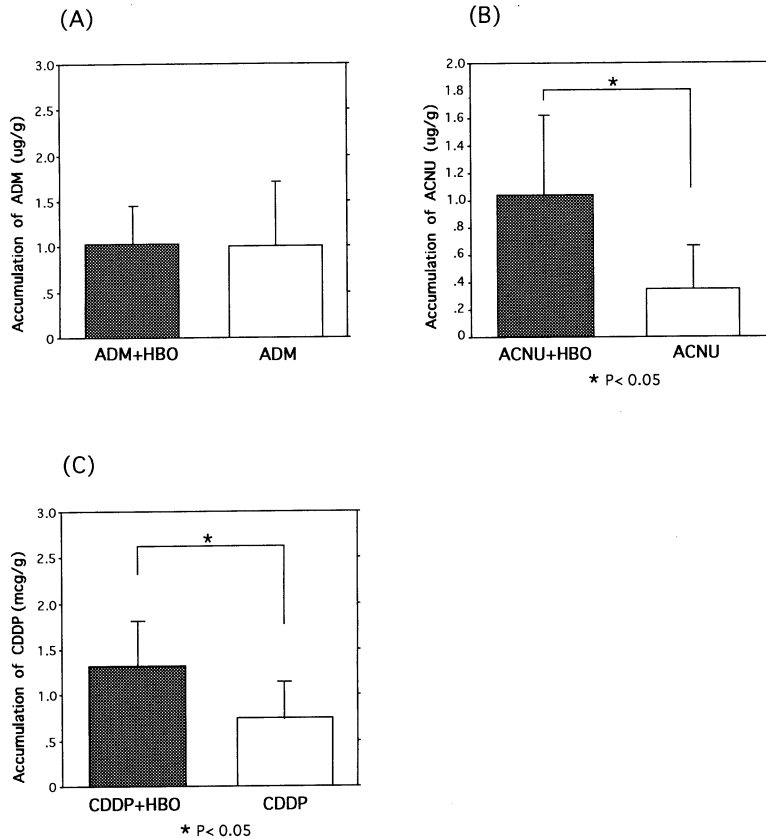 (A)
Accumulation of ADM (ug/g)
3.0
2.5
2.0
1.5
1.0
.5
0
ADM+HBO ADM
(B)
Accumulation of ACNU (ug/g)
2.0
1.8
1.6
1.4
1.2
1.0
.8
.6
.4
.2
0
*
ACNU+HBO ACNU
* P< 0.05
(C)
Accumulation of CDDP (mcg/g)
3.0
2.5
2.0
1.5
1.0
.5
0
*
CDDP+HBO CDDP
* P< 0.05